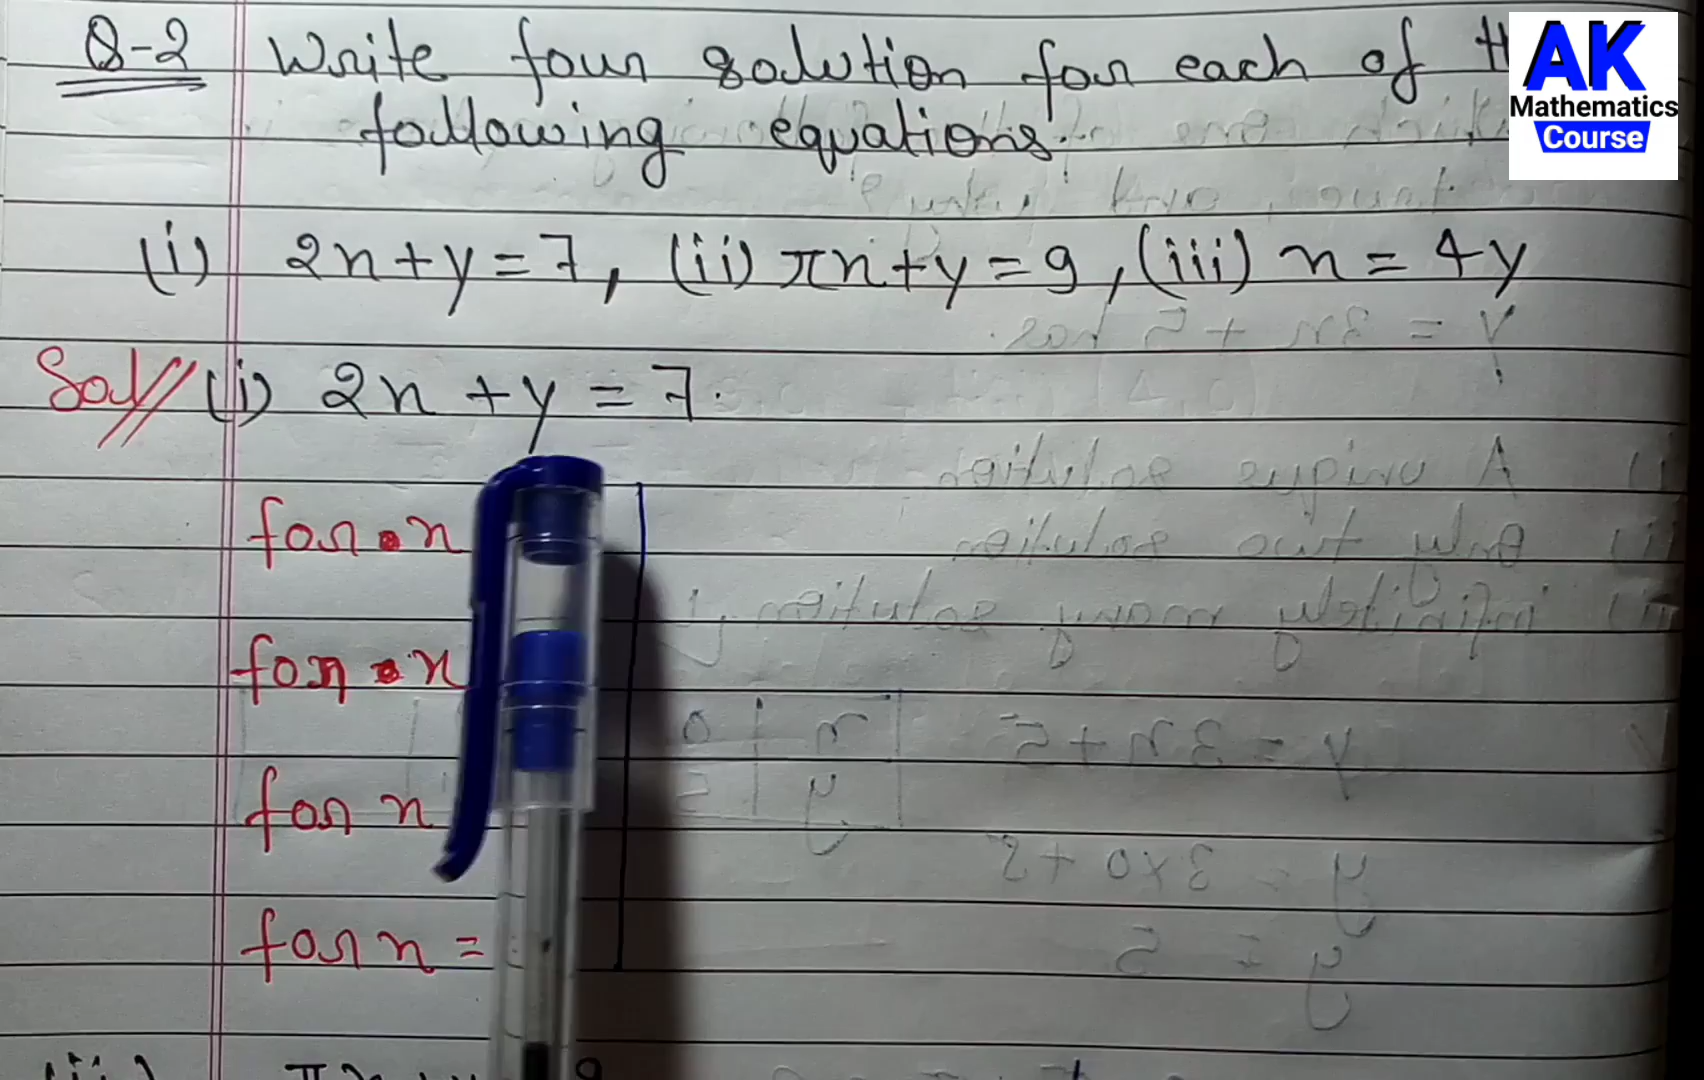 Q-2 Write four solution for each of
following equations.
(i) 2x+y=7, (ii) πx+y=9, (iii) x=4y
Sol// (i) 2x+y=7.
for x
for x
for x
for x =
AK
Mathematics
Course